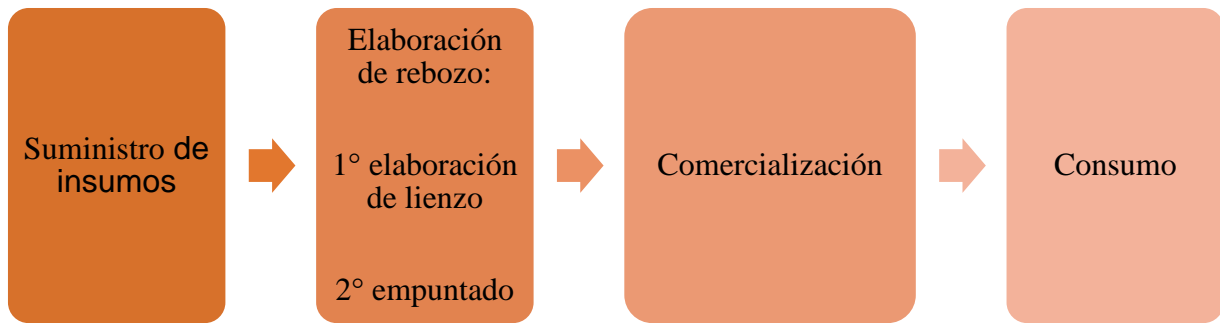 Suministro de
insumos
Elaboración
de rebozo:
1° elaboración
de lienzo
2° empuntado
Comercialización
Consumo